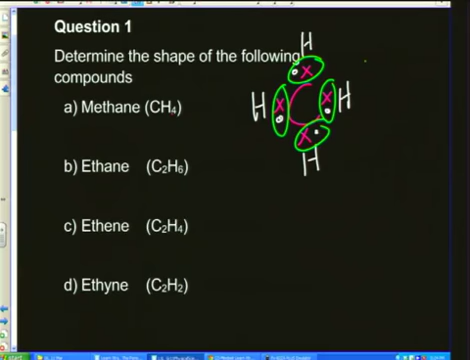 Question 1
Determine the shape of the following
compounds
a) Methane (CH₄)
b) Ethane (C₂H₆)
c) Ethene (C₂H₄)
d) Ethyne (C₂H₂)
H
x
H x x H
x
H